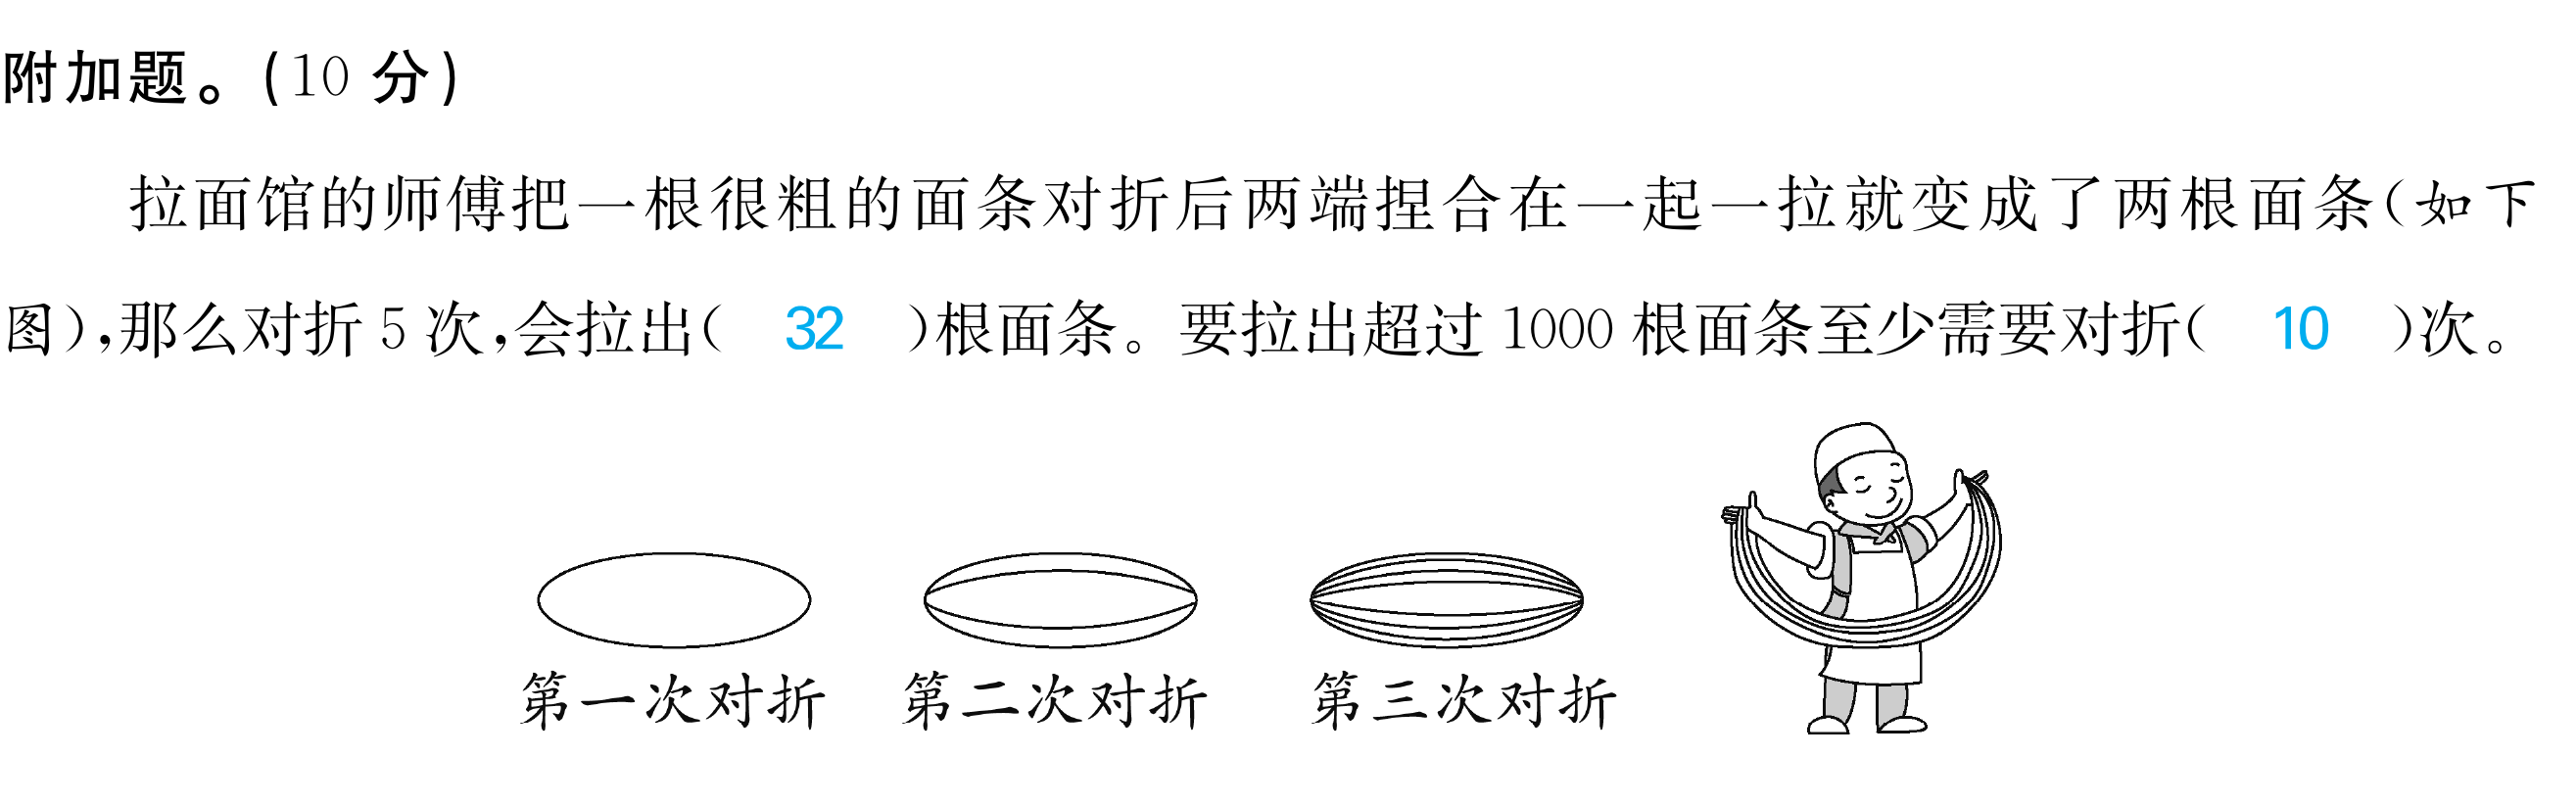 附加题。(10 分)
拉面馆的师傅把一根很粗的面条对折后两端捏合在一起一拉就变成了两根面条(如下
图),那么对折 5 次,会拉出( 32 )根面条。要拉出超过 1000 根面条至少需要对折( 10 )次。
第一次对折 第二次对折 第三次对折